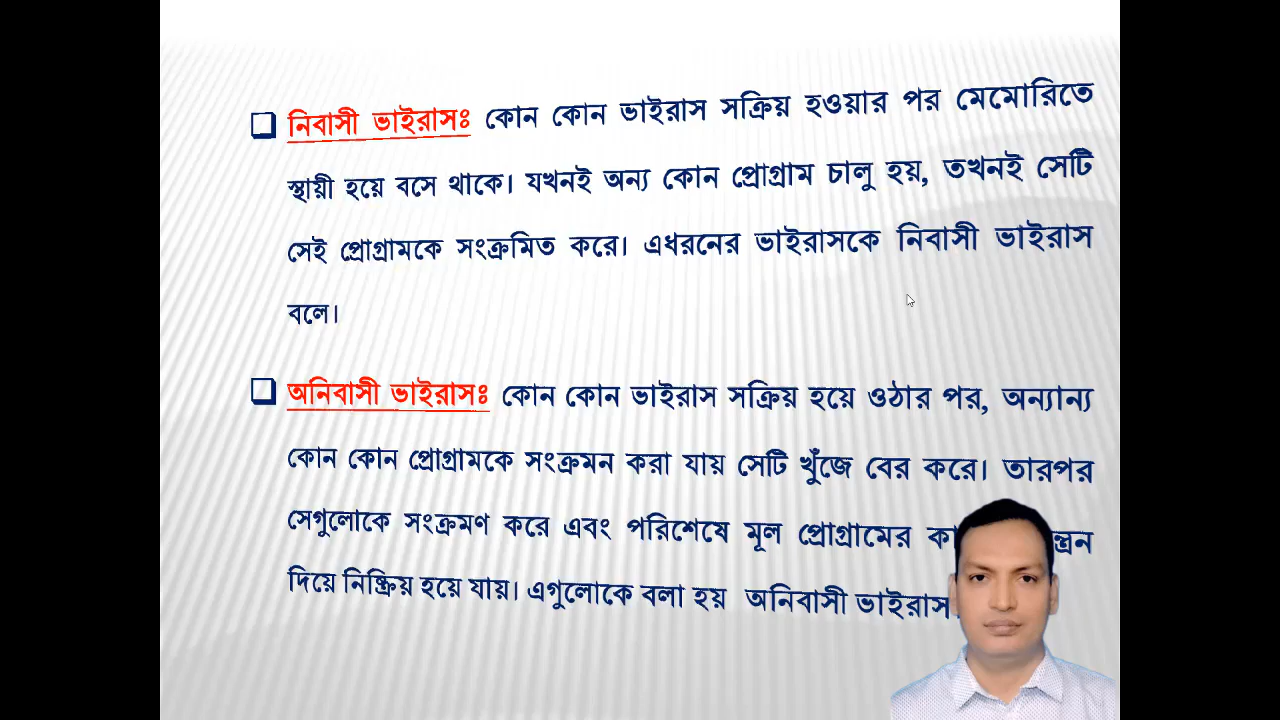 নিবাসী ভাইরাসঃ কোন কোন ভাইরাস সক্রিয় হওয়ার পর মেমোরিতে
স্থায়ী হয়ে বসে থাকে। যখনই অন্য কোন প্রোগ্রাম চালু হয়, তখনই সেটি
সেই প্রোগ্রামকে সংক্রমিত করে। এধরনের ভাইরাসকে নিবাসী ভাইরাস
বলে।
অনিবাসী ভাইরাসঃ কোন কোন ভাইরাস সক্রিয় হয়ে ওঠার পর, অন্যান্য
কোন কোন প্রোগ্রামকে সংক্রমন করা যায় সেটি খুঁজে বের করে। তারপর
সেগুলোকে সংক্রমণ করে এবং পরিশেষে মূল প্রোগ্রামের
দিয়ে নিষ্ক্রিয় হয়ে যায়। এগুলোকে বলা হয় অনিবাসী ভাইরাস